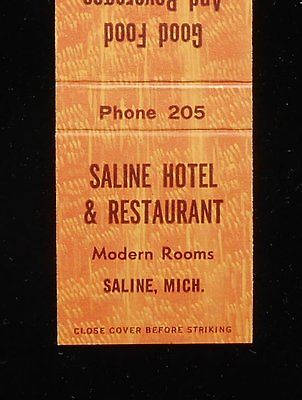 And Beverages
Good Food
Phone 205
SALINE HOTEL
& RESTAURANT
Modern Rooms
SALINE, MICH.
CLOSE COVER BEFORE STRIKING